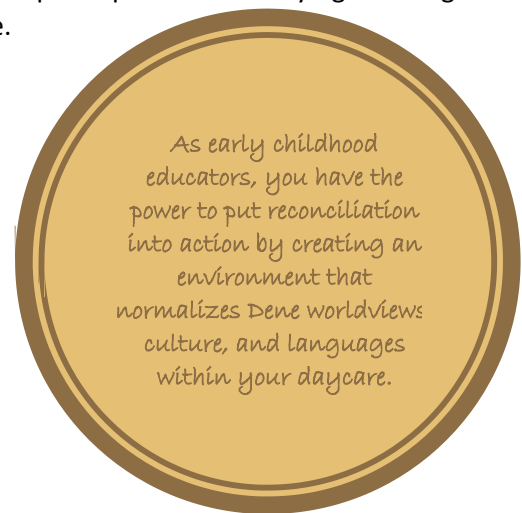 e.
As early childhood
educators, you have the
power to put reconciliation
into action by creating an
environment that
normalizes Dene worldviews
culture, and languages
within your daycare.